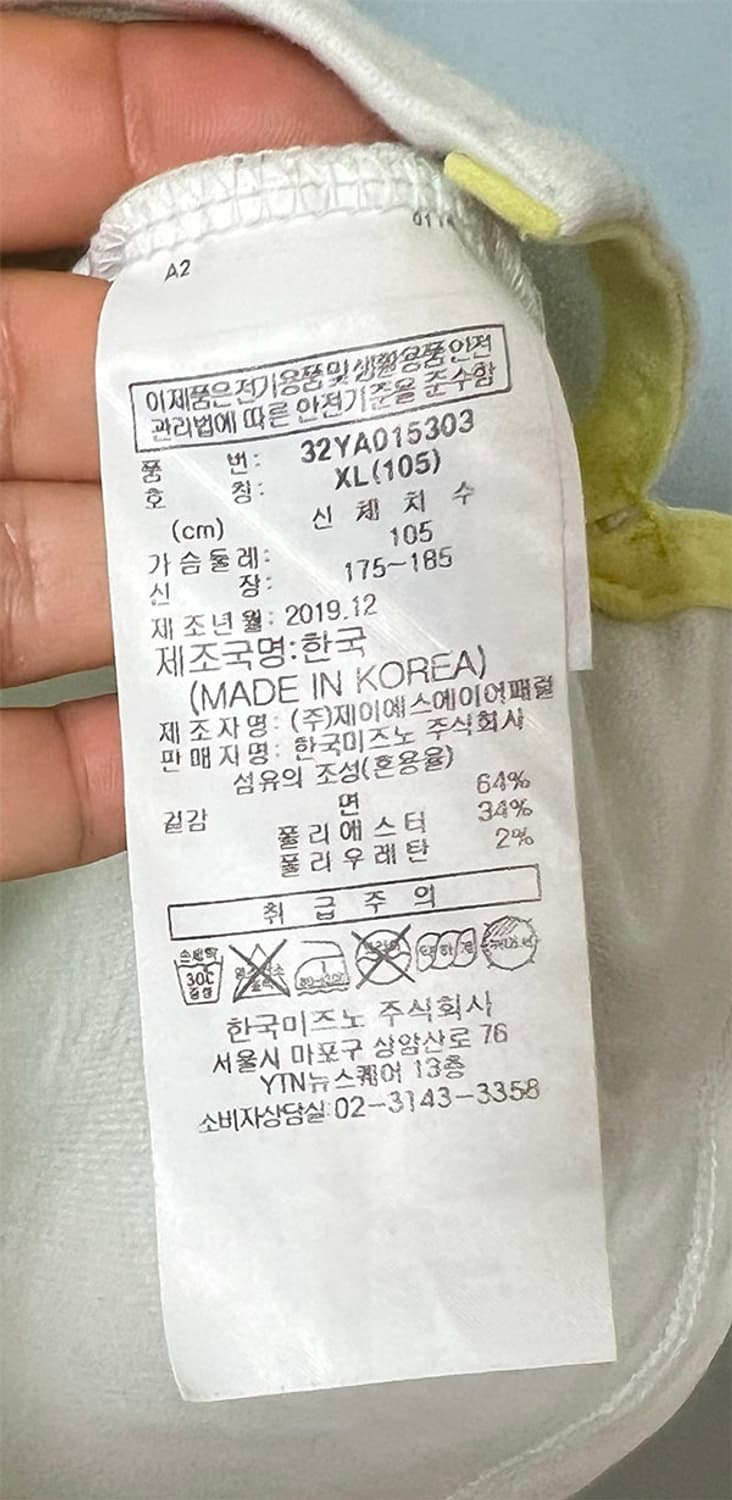 A2
이제품은전기용품및생활용품안전
관리법에 따른 안전기준을 준수함
품 번: 32YA015303
호 칭: XL(105)
(cm) 신 체 치 수
가슴둘레: 105
신 장: 175~185
제조년월: 2019.12
제조국명:한국
(MADE IN KOREA)
제조자명: (주)제이에스에이어패럴
판매자명: 한국미즈노 주식회사
섬유의 조성(혼용율)
겉감 면 64%
폴리에스터 34%
폴리우레탄 2%
취 급 주 의
손세탁
30℃
중성
약하게
한국미즈노 주식회사
서울시 마포구 상암산로 76
YTN뉴스퀘어 13층
소비자상담실:02-3143-3358